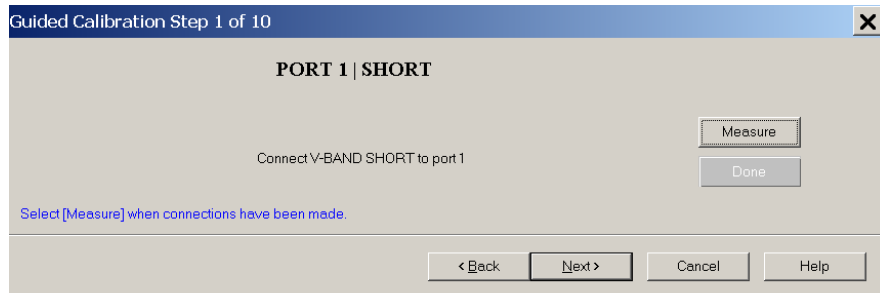 Guided Calibration Step 1 of 10
PORT 1 | SHORT
Measure
Connect V-BAND SHORT to port 1
Done
Select [Measure] when connections have been made.
< Back
Next >
Cancel
Help